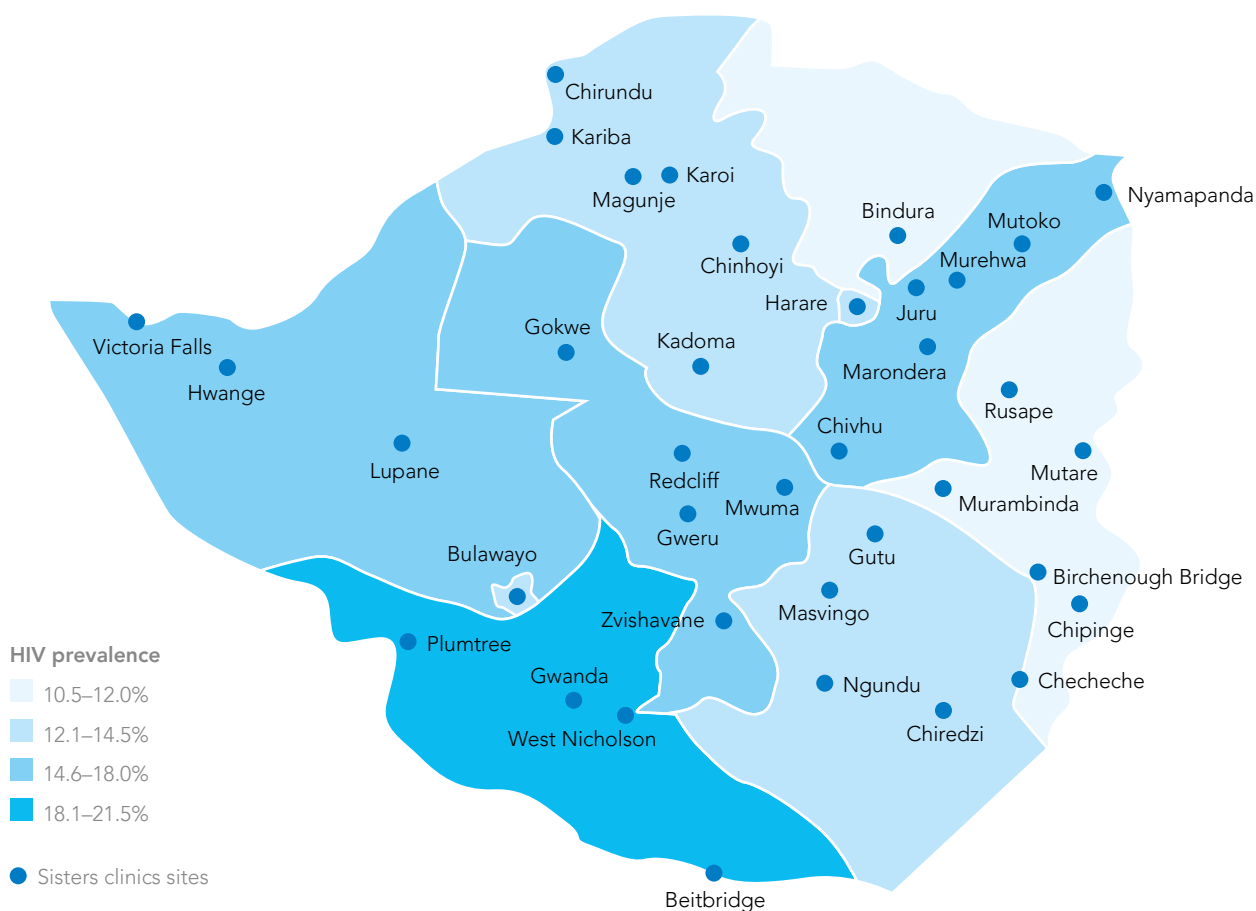 Chirundu
Kariba
Karoi
Magunje
Nyamapanda
Bindura
Mutoko
Chinhoyi
Murehwa
Harare
Juru
Gokwe
Kadoma
Victoria Falls
Marondera
Hwange
Rusape
Chivhu
Lupane
Redcliff
Mutare
Mwuma
Murambinda
Gweru
Bulawayo
Gutu
Birchenough Bridge
Masvingo
Zvishavane
Chipinge
Plumtree
HIV prevalence
10.5–12.0%
12.1–14.5%
14.6–18.0%
18.1–21.5%
Sisters clinics sites
Gwanda
Ngundu
Checheche
West Nicholson
Chiredzi
Beitbridge